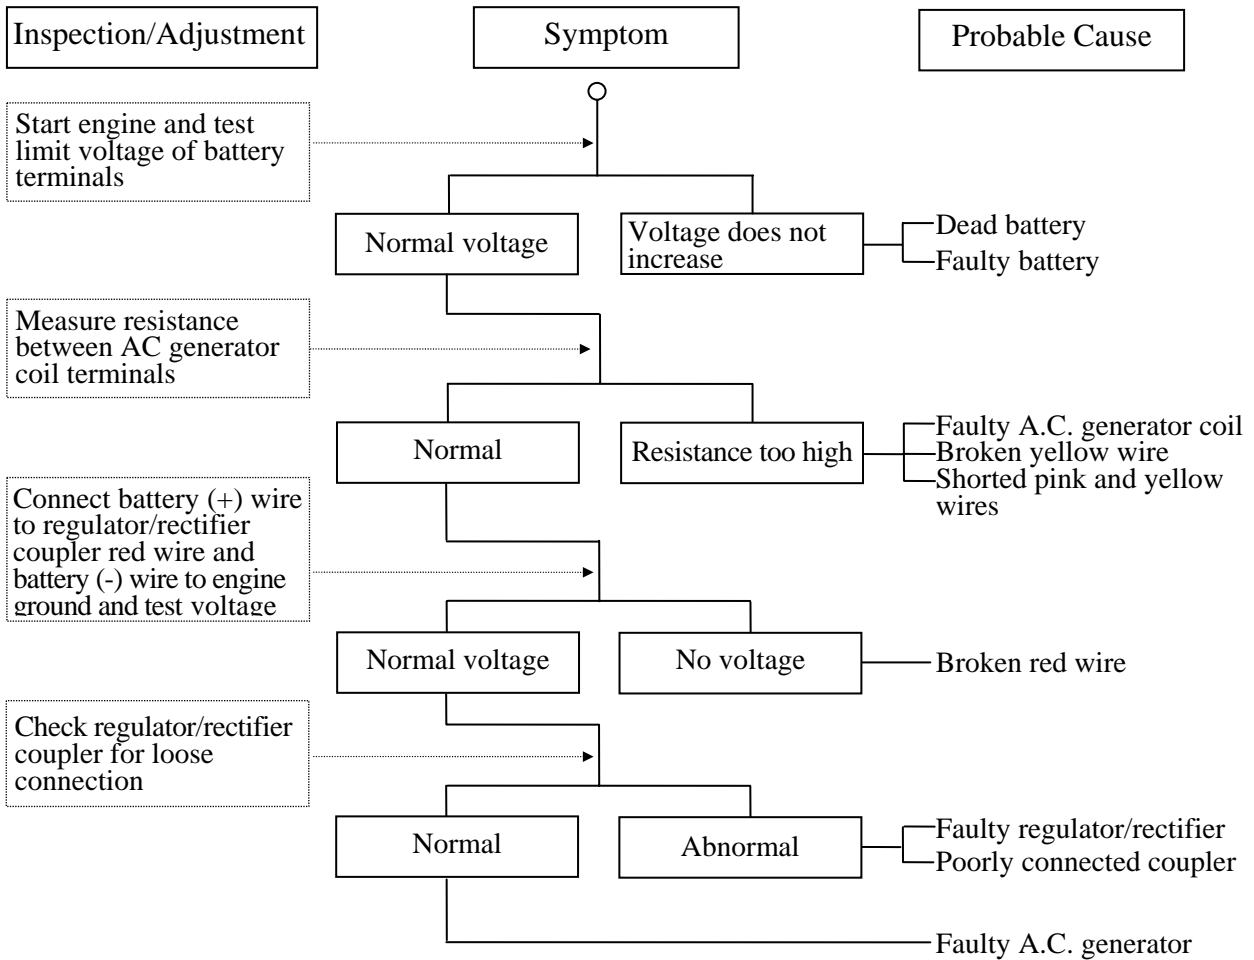 Inspection/Adjustment
Symptom
Probable Cause
Start engine and test
limit voltage of battery
terminals
Normal voltage
Voltage does not
increase
Dead battery
Faulty battery
Measure resistance
between AC generator
coil terminals
Normal
Resistance too high
Faulty A.C. generator coil
Broken yellow wire
Shorted pink and yellow
wires
Connect battery (+) wire
to regulator/rectifier
coupler red wire and
battery (-) wire to engine
ground and test voltage
Normal voltage
No voltage
Broken red wire
Check regulator/rectifier
coupler for loose
connection
Normal
Abnormal
Faulty regulator/rectifier
Poorly connected coupler
Faulty A.C. generator